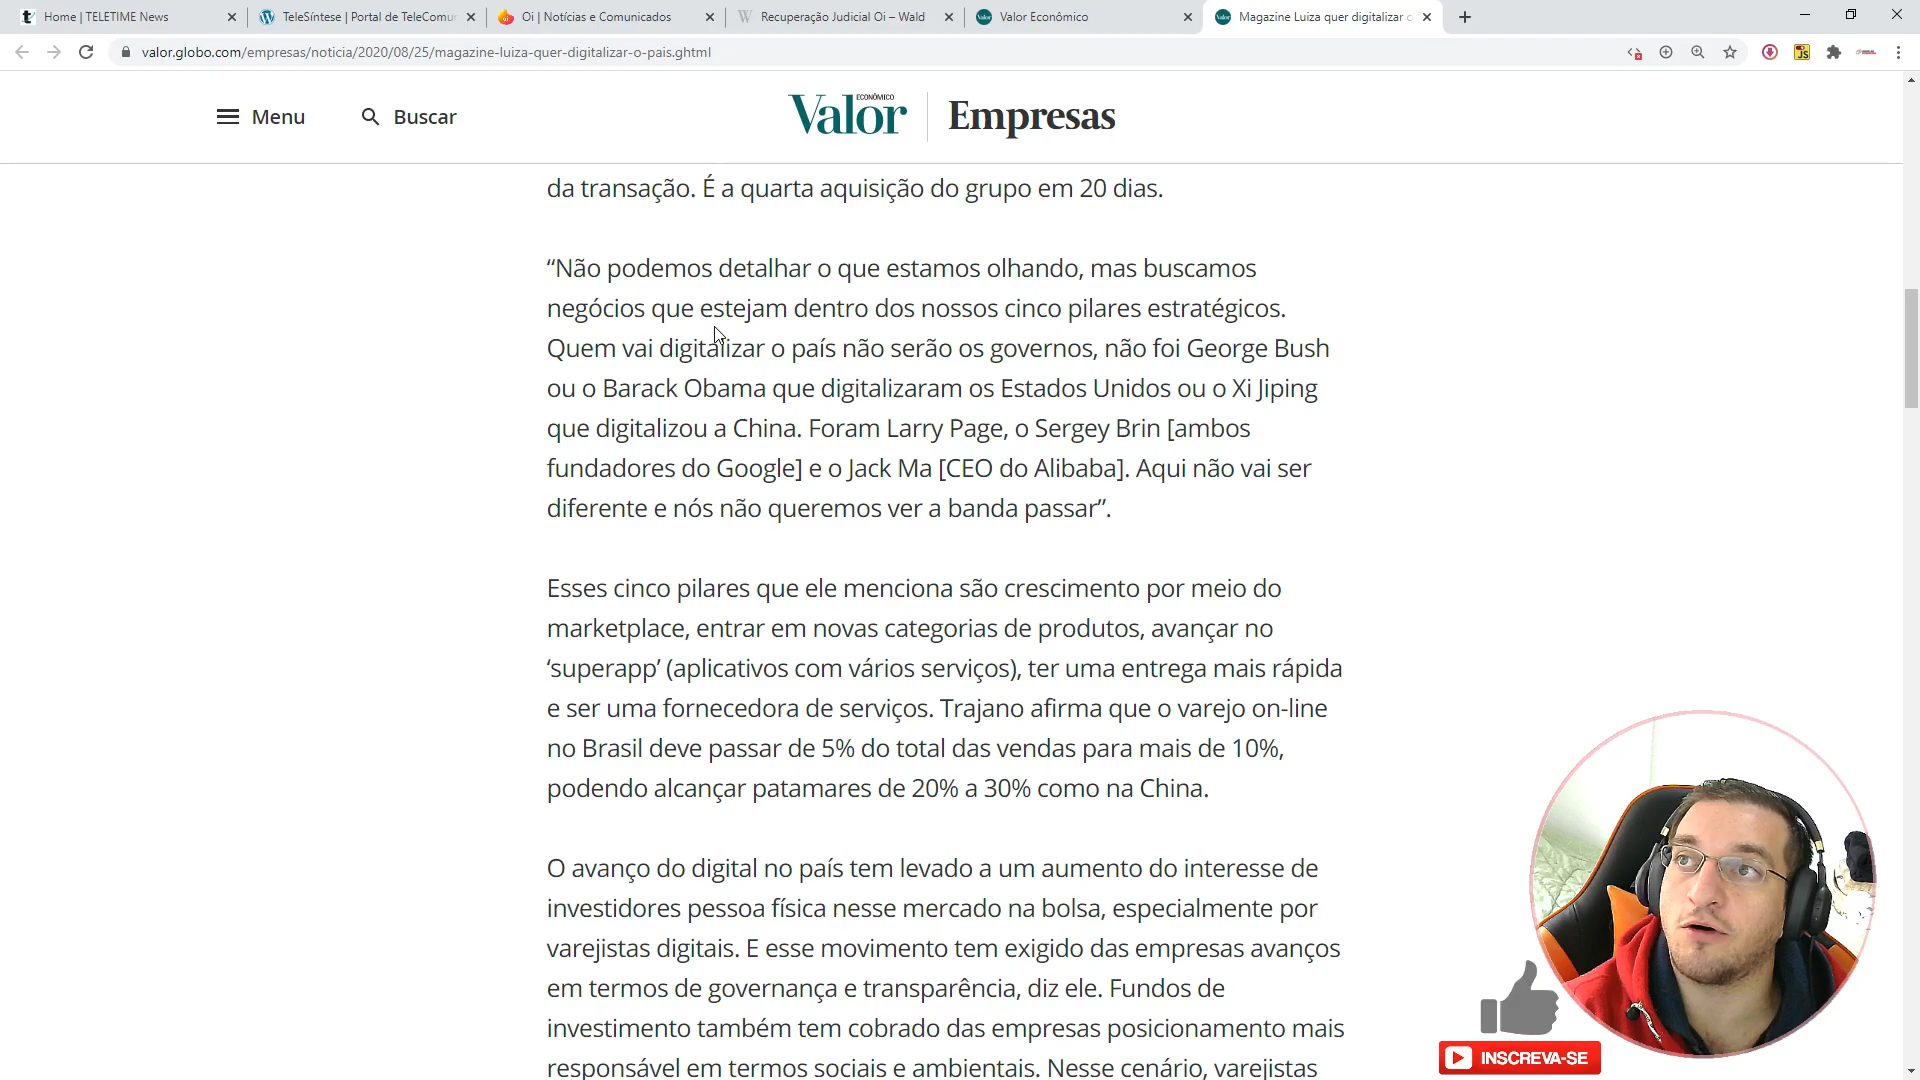 Home | TELETIME News
TeleSíntese | Portal de TeleComun
Oi | Notícias e Comunicados
Recuperação Judicial Oi – Wald
Valor Econômico
Magazine Luiza quer digitalizar o
valor.globo.com/empresas/noticia/2020/08/25/magazine-luiza-quer-digitalizar-o-pais.ghtml
Menu
Buscar
Valor ECONÔMICO
Empresas
da transação. É a quarta aquisição do grupo em 20 dias.
“Não podemos detalhar o que estamos olhando, mas buscamos
negócios que estejam dentro dos nossos cinco pilares estratégicos.
Quem vai digitalizar o país não serão os governos, não foi George Bush
ou o Barack Obama que digitalizaram os Estados Unidos ou o Xi Jiping
que digitalizou a China. Foram Larry Page, o Sergey Brin [ambos
fundadores do Google] e o Jack Ma [CEO do Alibaba]. Aqui não vai ser
diferente e nós não queremos ver a banda passar”.
Esses cinco pilares que ele menciona são crescimento por meio do
marketplace, entrar em novas categorias de produtos, avançar no
‘superapp’ (aplicativos com vários serviços), ter uma entrega mais rápida
e ser uma fornecedora de serviços. Trajano afirma que o varejo on-line
no Brasil deve passar de 5% do total das vendas para mais de 10%,
podendo alcançar patamares de 20% a 30% como na China.
O avanço do digital no país tem levado a um aumento do interesse de
investidores pessoa física nesse mercado na bolsa, especialmente por
varejistas digitais. E esse movimento tem exigido das empresas avanços
em termos de governança e transparência, diz ele. Fundos de
investimento também tem cobrado das empresas posicionamento mais
responsável em termos sociais e ambientais. Nesse cenário, varejistas
INSCREVA-SE